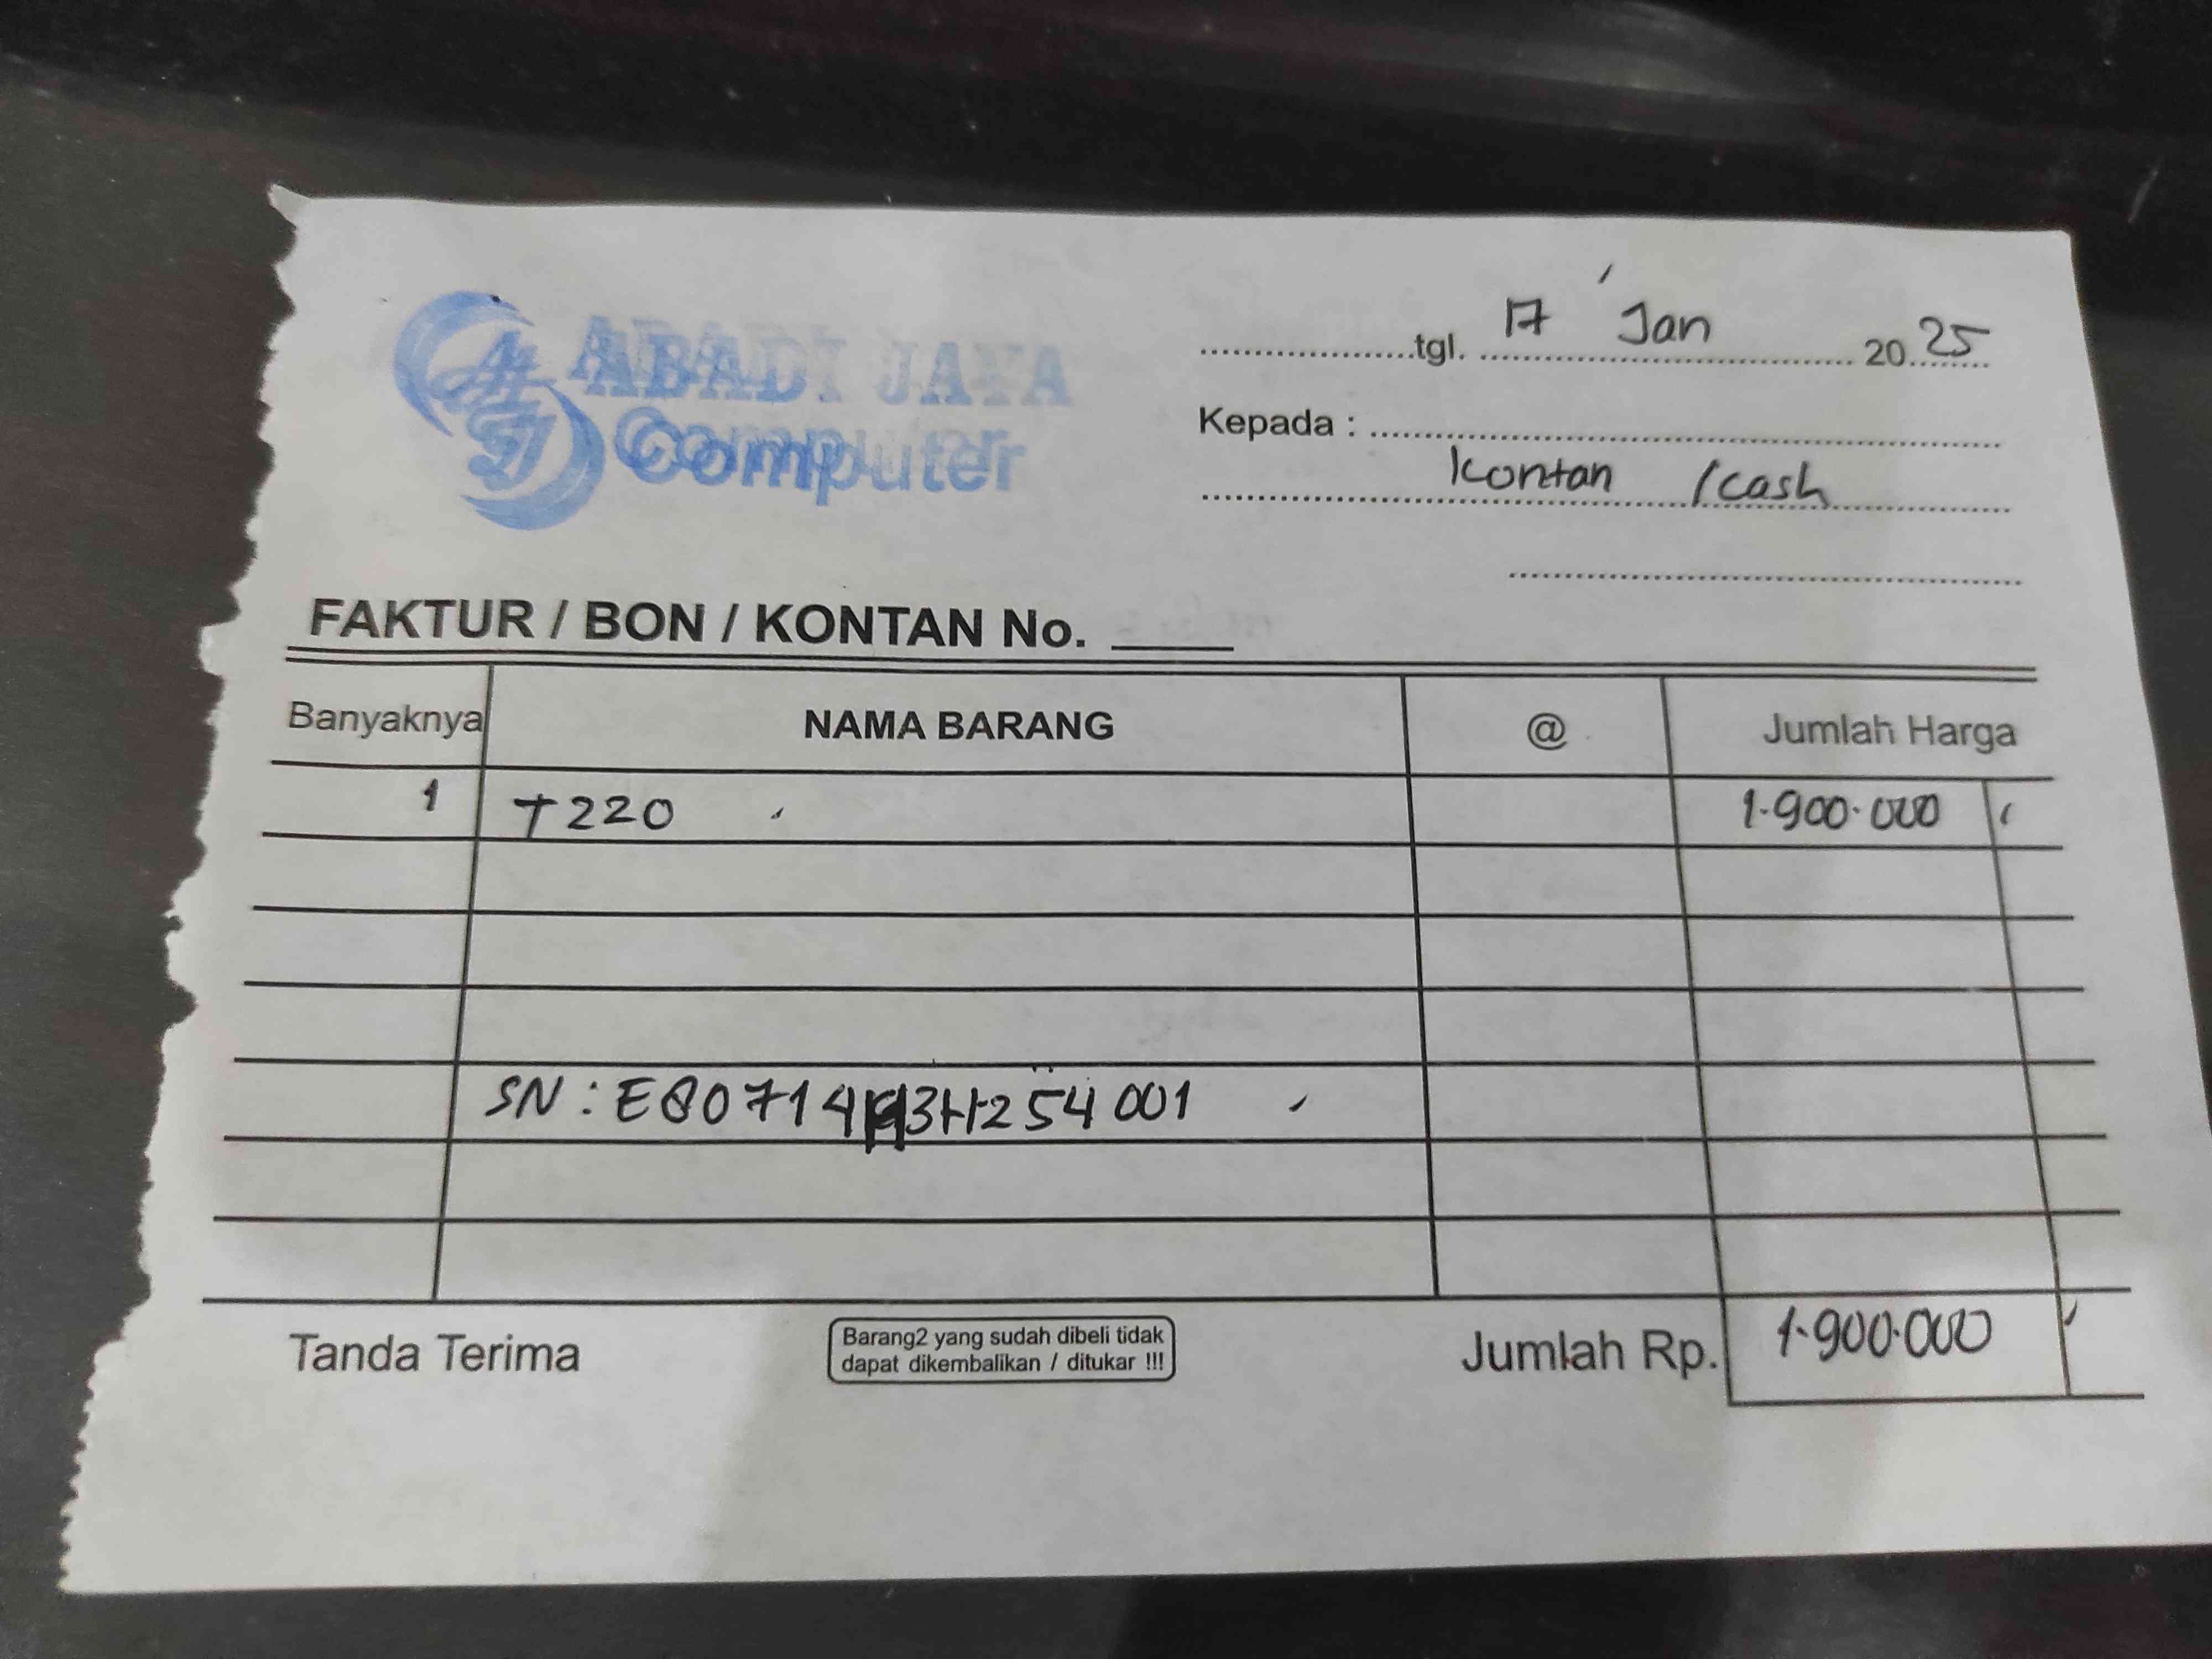 ABADI JAYA
Computer
tgl. 17 Jan 2025
Kepada :
Kontan / cash
FAKTUR / BON / KONTAN No.
Banyaknya NAMA BARANG @ Jumlah Harga
1 T220 1.900.000
SN :
Tanda Terima
Barang2 yang sudah dibeli tidak
dapat dikembalikan / ditukar !!!
Jumlah Rp. 1.900.000